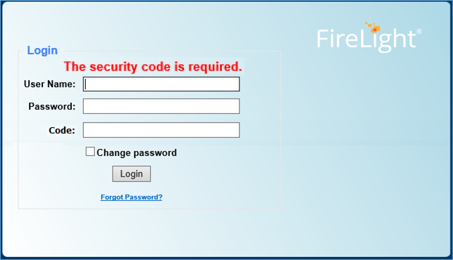 FireLight®
Login
The security code is required.
User Name:
Password:
Code:
Change password
Login
Forgot Password?